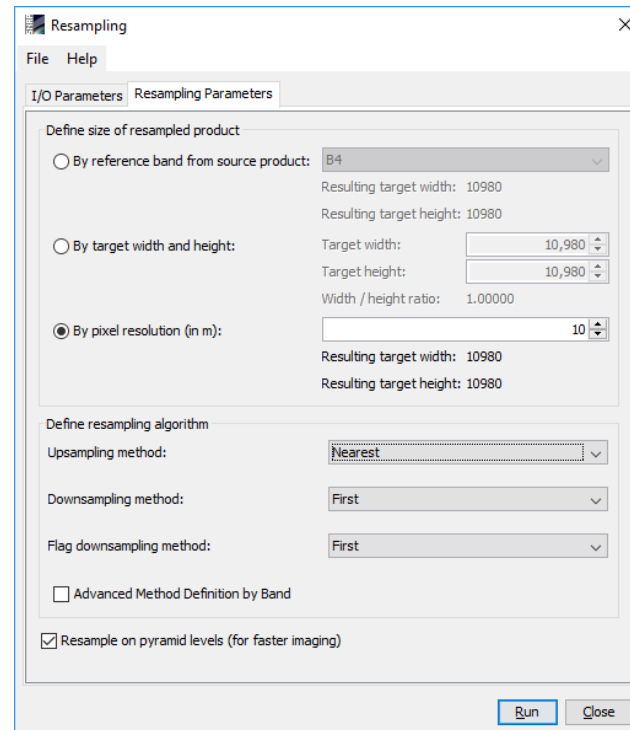 Resampling
File Help
I/O Parameters Resampling Parameters
Define size of resampled product
By reference band from source product: B4
Resulting target width: 10980
Resulting target height: 10980
By target width and height: Target width: 10,980
Target height: 10,980
Width / height ratio: 1.00000
By pixel resolution (in m): 10
Resulting target width: 10980
Resulting target height: 10980
Define resampling algorithm
Upsampling method: Nearest
Downsampling method: First
Flag downsampling method: First
Advanced Method Definition by Band
Resample on pyramid levels (for faster imaging)
Run Close